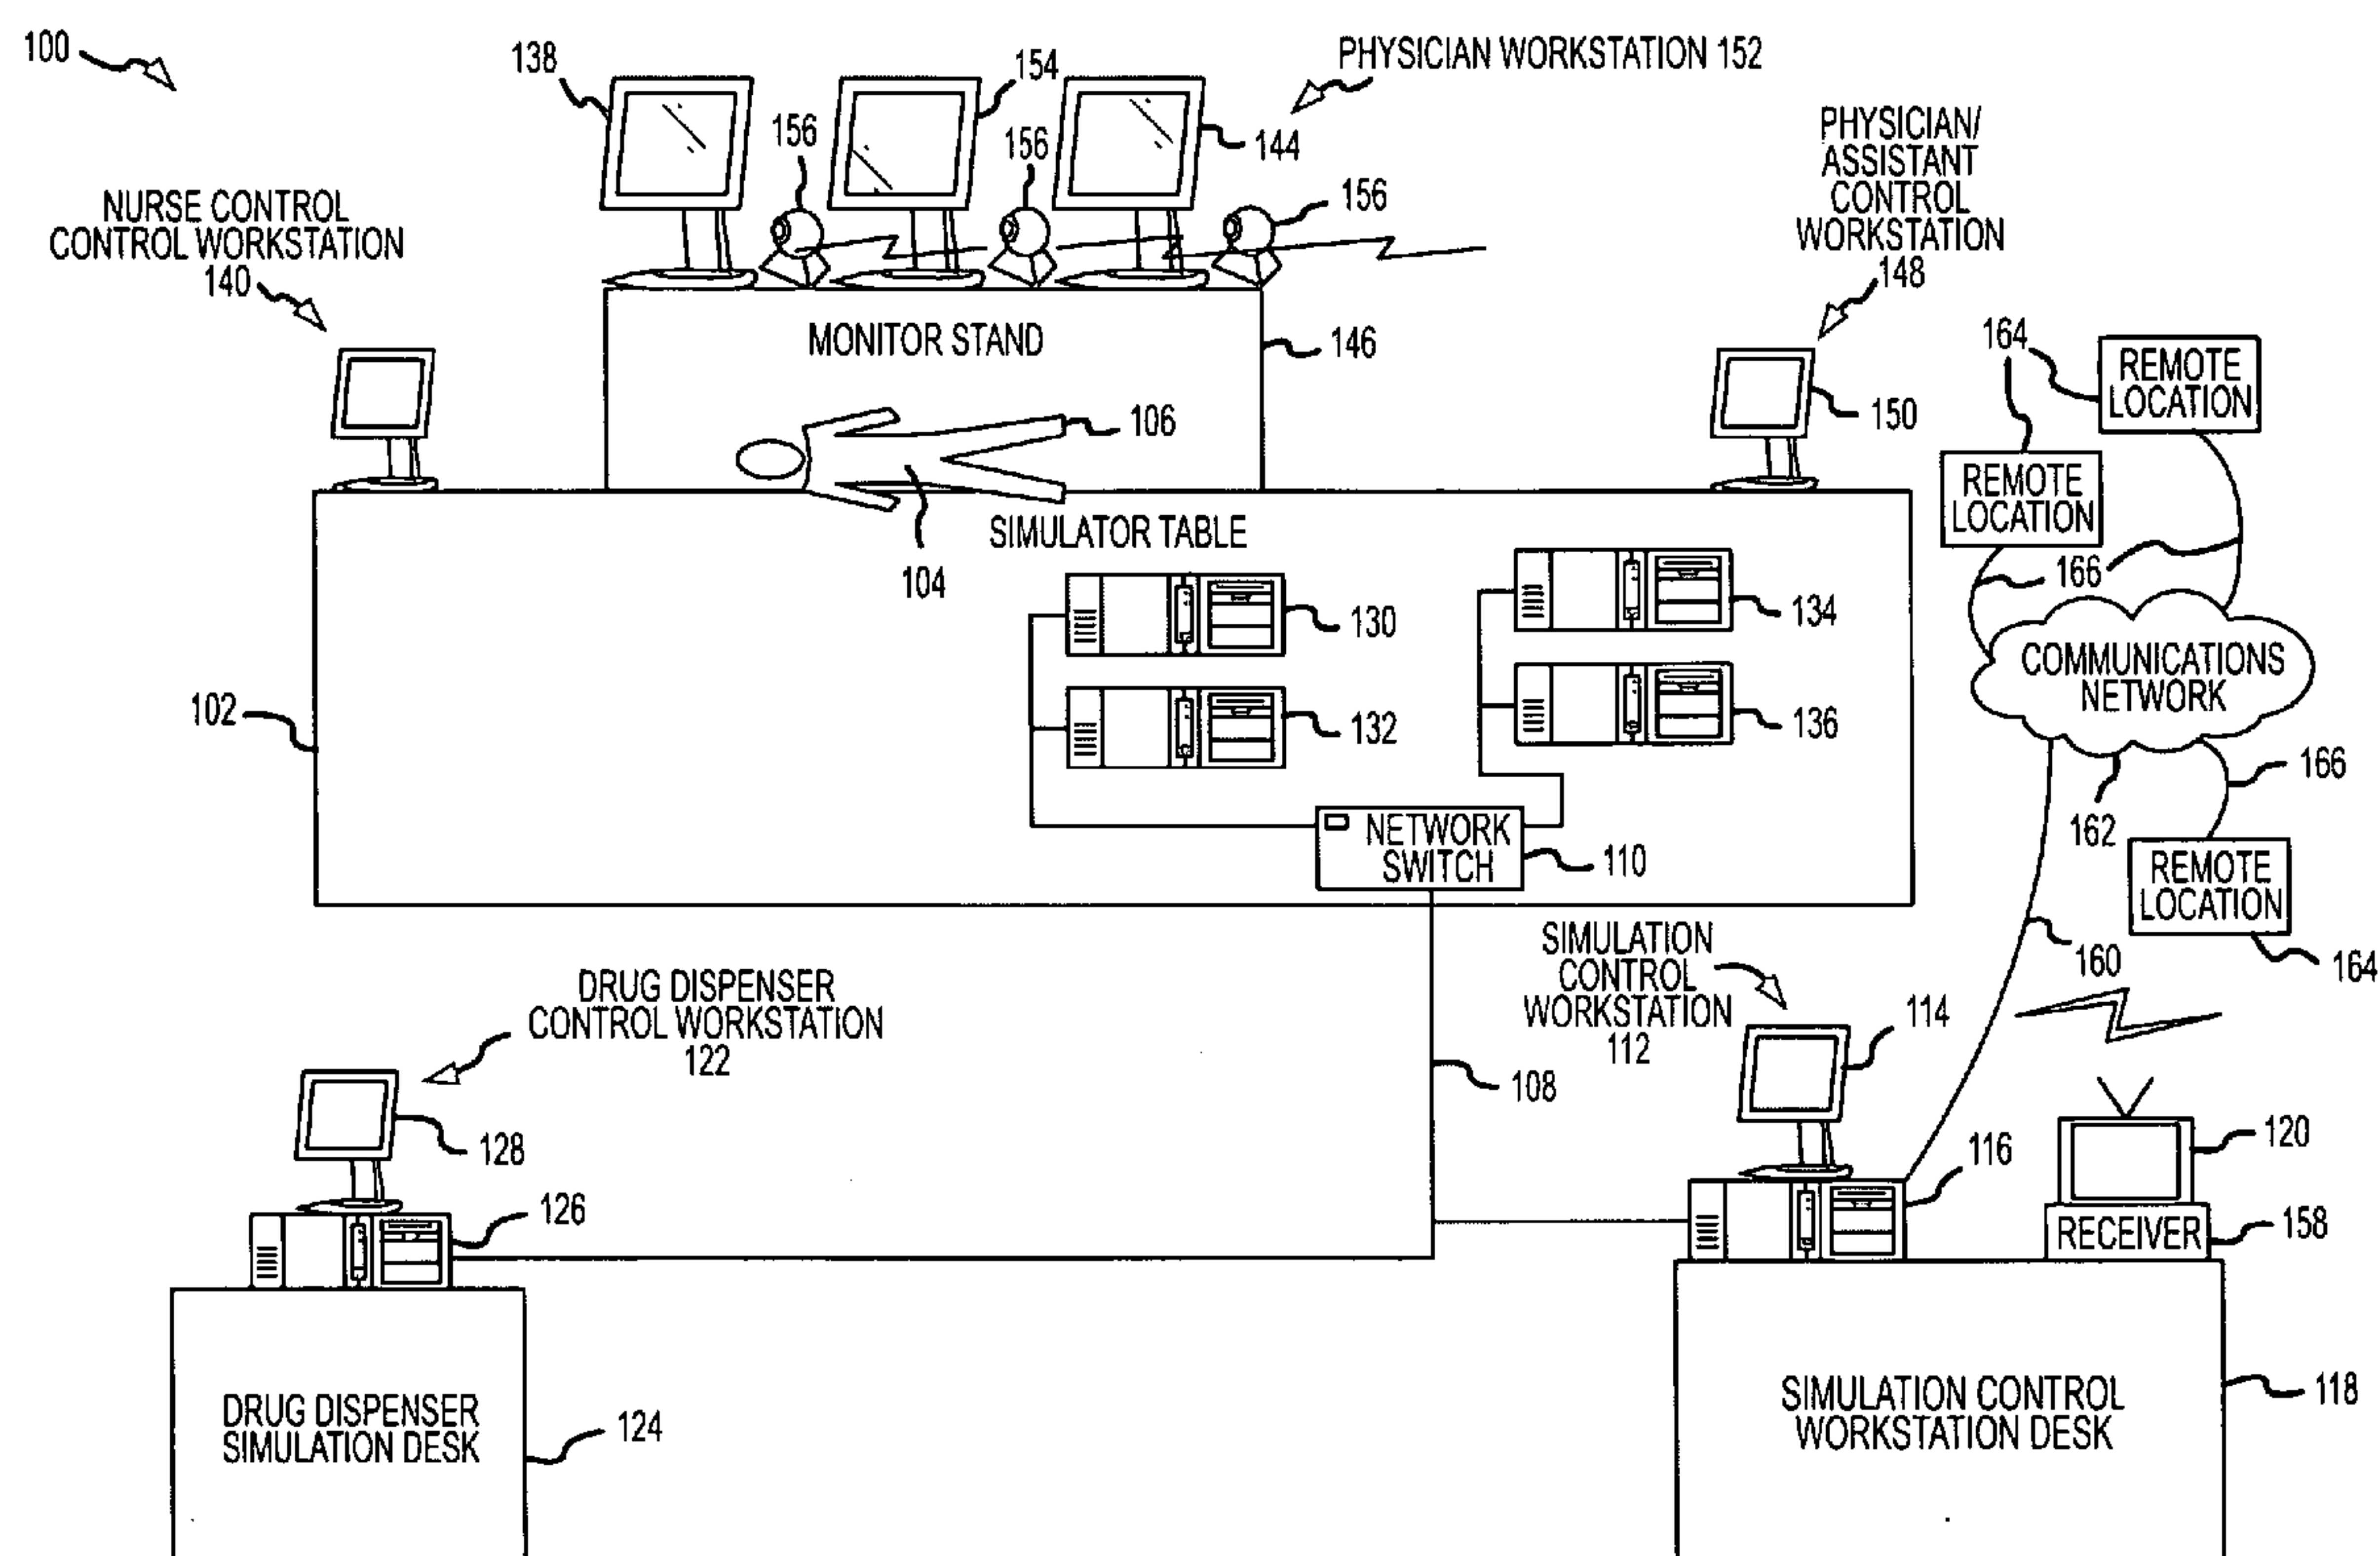 100
138
154
PHYSICIAN WORKSTATION 152
156
156
144
156
PHYSICIAN/
ASSISTANT
CONTROL
WORKSTATION
148
NURSE CONTROL
CONTROL WORKSTATION
140
MONITOR STAND
146
164
REMOTE
LOCATION
106
150
REMOTE
LOCATION
SIMULATOR TABLE
104
166
130
134
COMMUNICATIONS
NETWORK
102
132
136
166
162
NETWORK
SWITCH
110
REMOTE
LOCATION
160
164
SIMULATION
CONTROL
WORKSTATION
112
DRUG DISPENSER
CONTROL WORKSTATION
122
114
108
128
120
116
126
RECEIVER
158
DRUG DISPENSER
SIMULATION DESK
124
SIMULATION CONTROL
WORKSTATION DESK
118